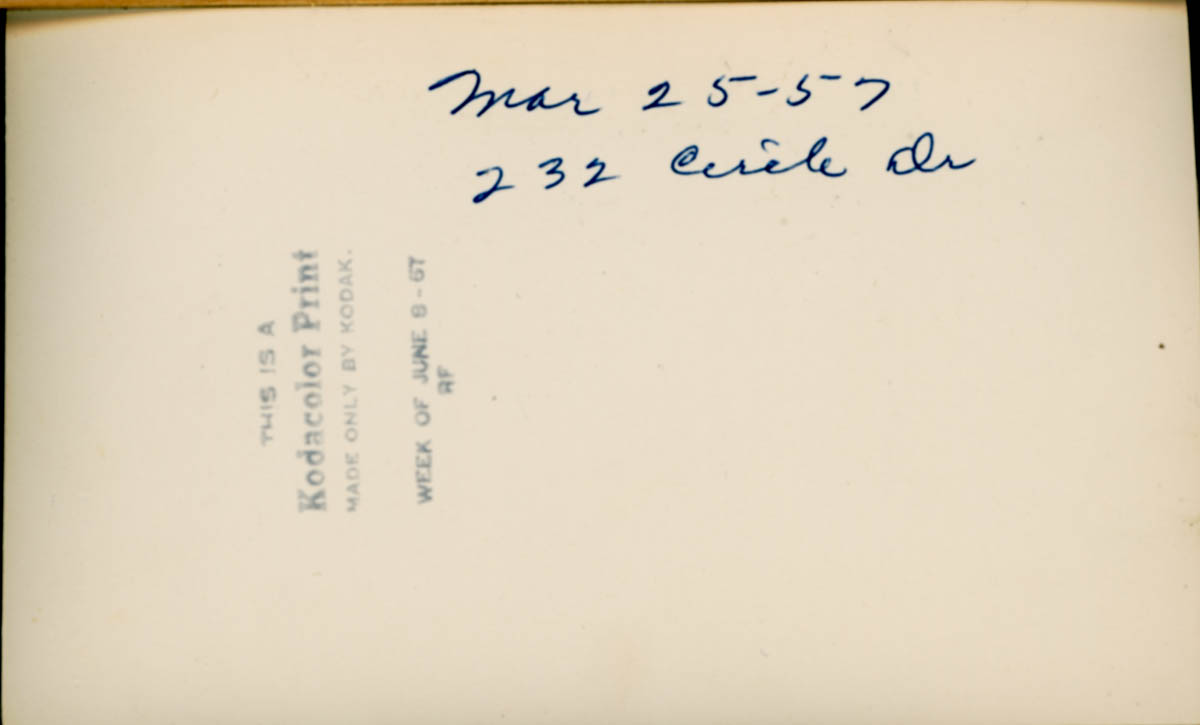 Mar 25-57
232 Circle Dr
THIS IS A
Kodacolor Print
MADE ONLY BY KODAK.
WEEK OF JUNE 8-57
AF